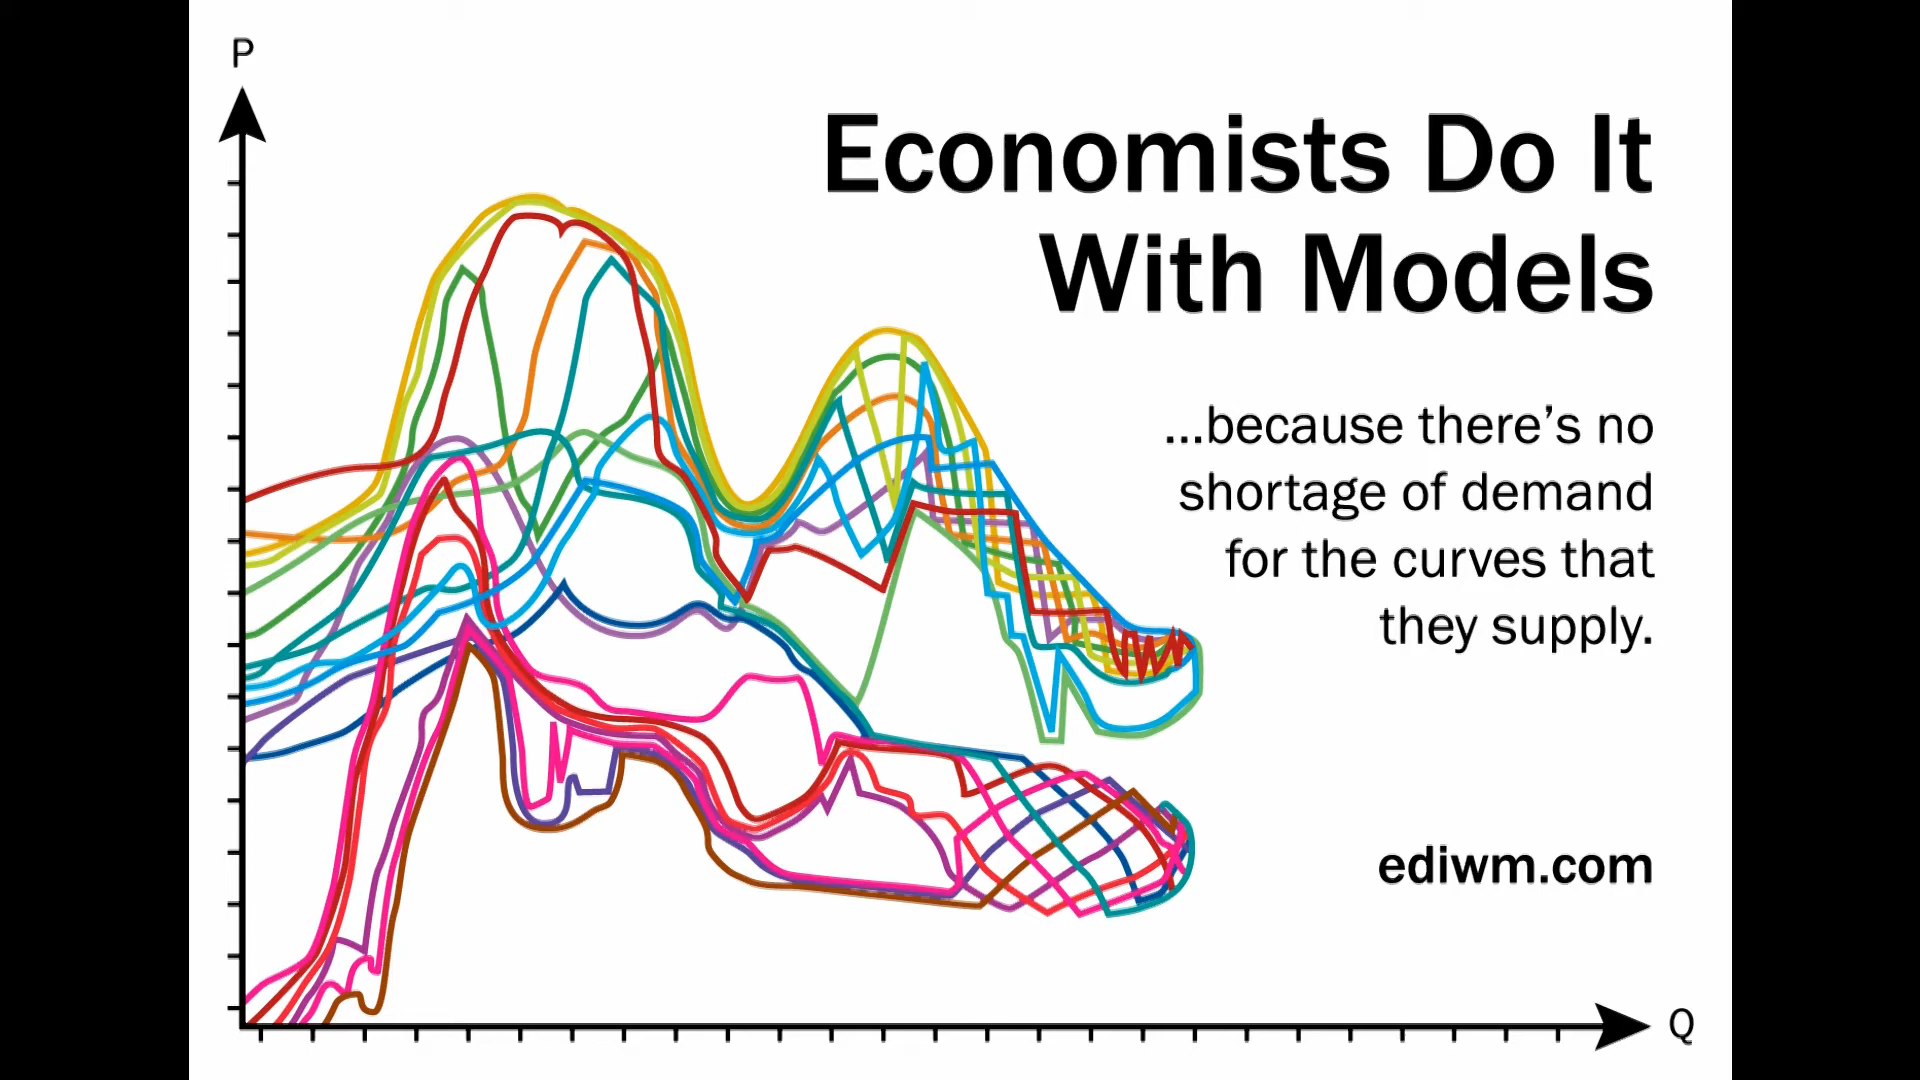 P
Economists Do It
With Models
...because there's no
shortage of demand
for the curves that
they supply.
ediwm.com
Q